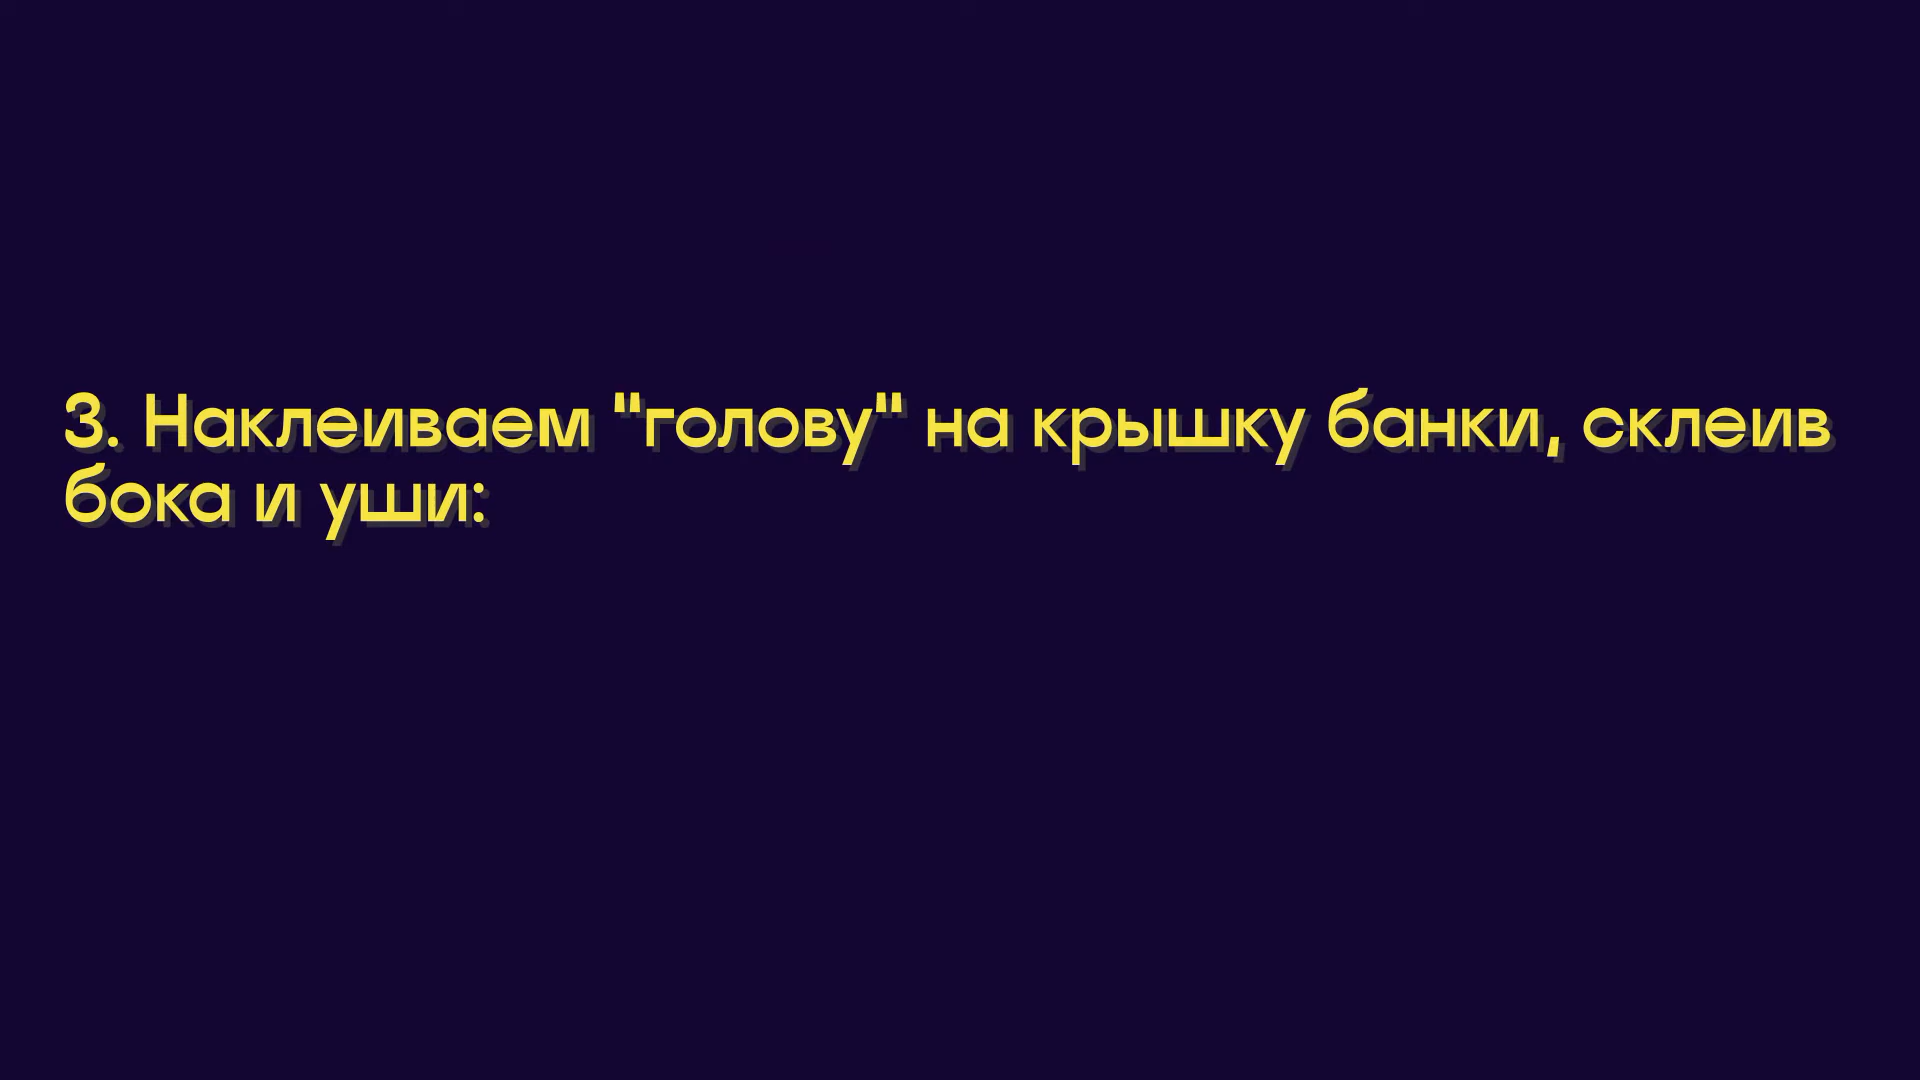 3. Наклеиваем "голову" на крышку банки, склеив
бока и уши: